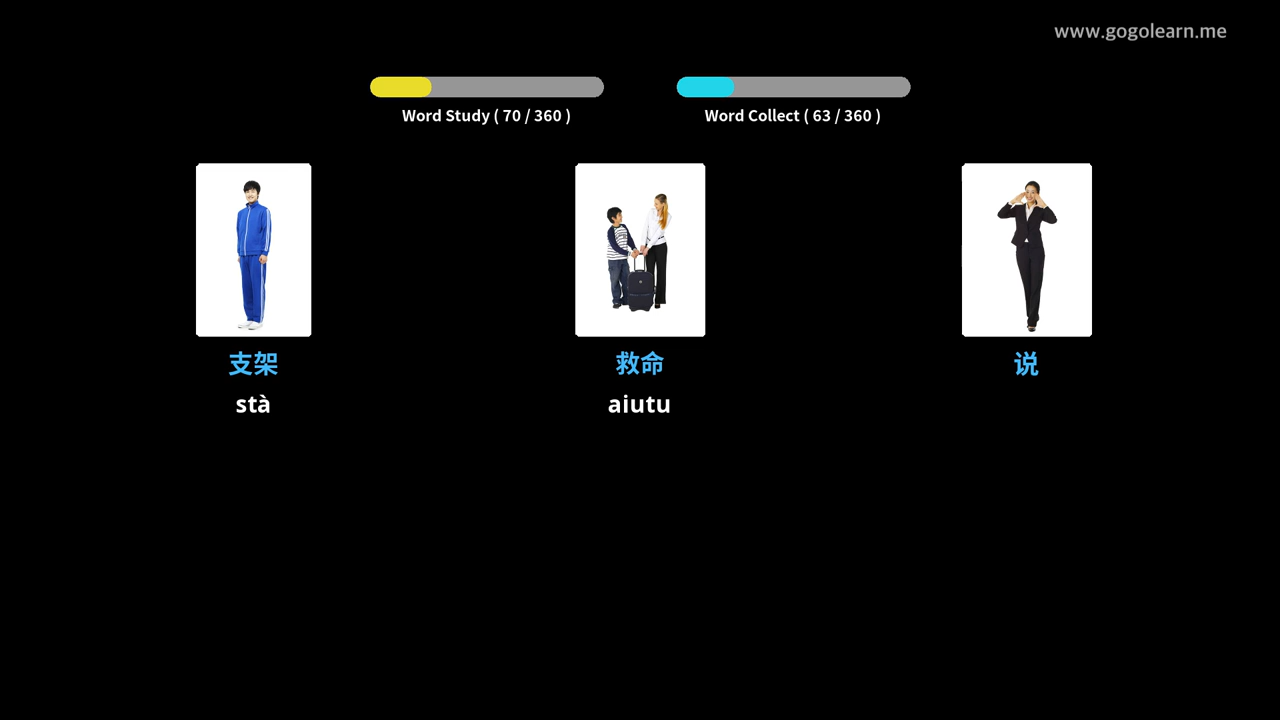 www.gogolearn.me
Word Study ( 70 / 360 )
Word Collect ( 63 / 360 )
支架
救命
说
stà
aiutu